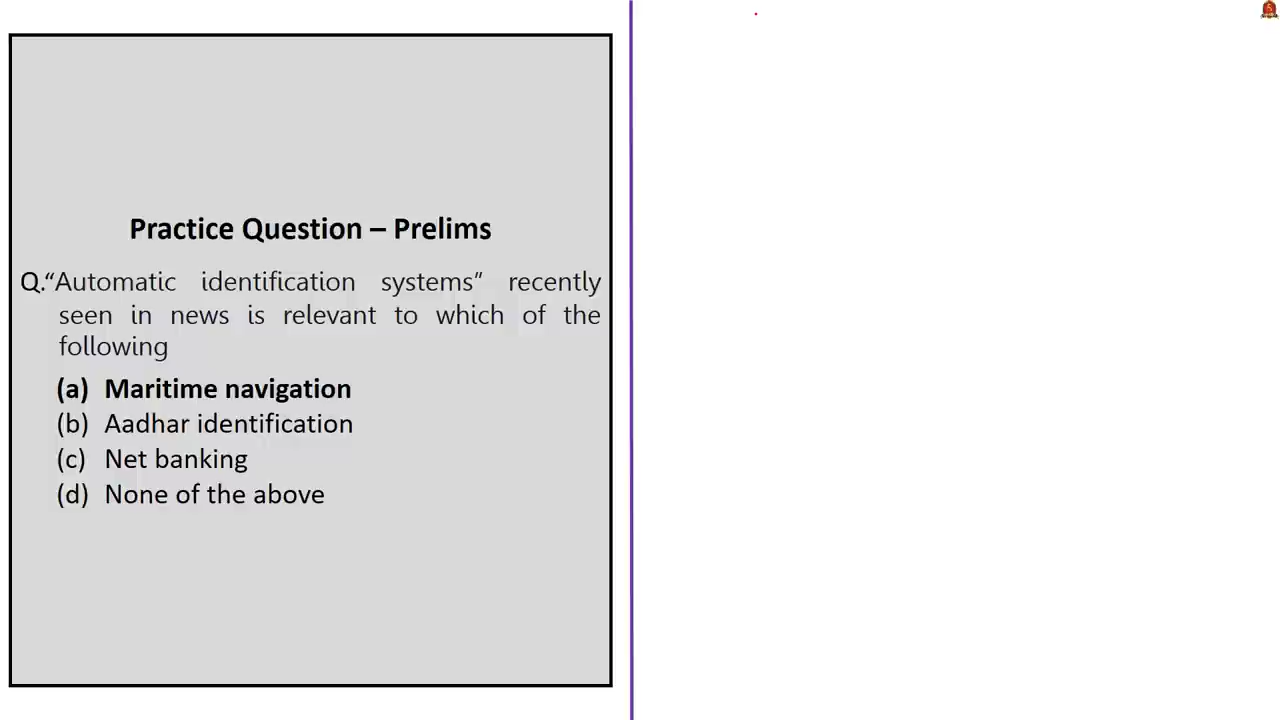 Practice Question – Prelims
Q.“Automatic identification systems” recently
seen in news is relevant to which of the
following
(a) Maritime navigation
(b) Aadhar identification
(c) Net banking
(d) None of the above